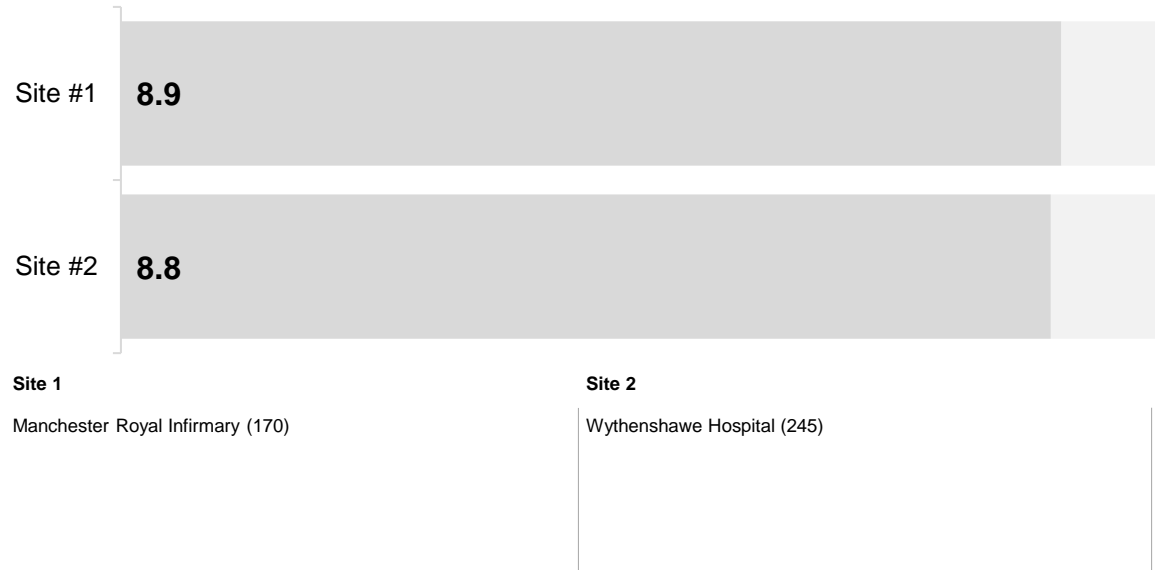 Site #1
8.9
Site #2
8.8
Site 1
Site 2
Manchester Royal Infirmary (170)
Wythenshawe Hospital (245)